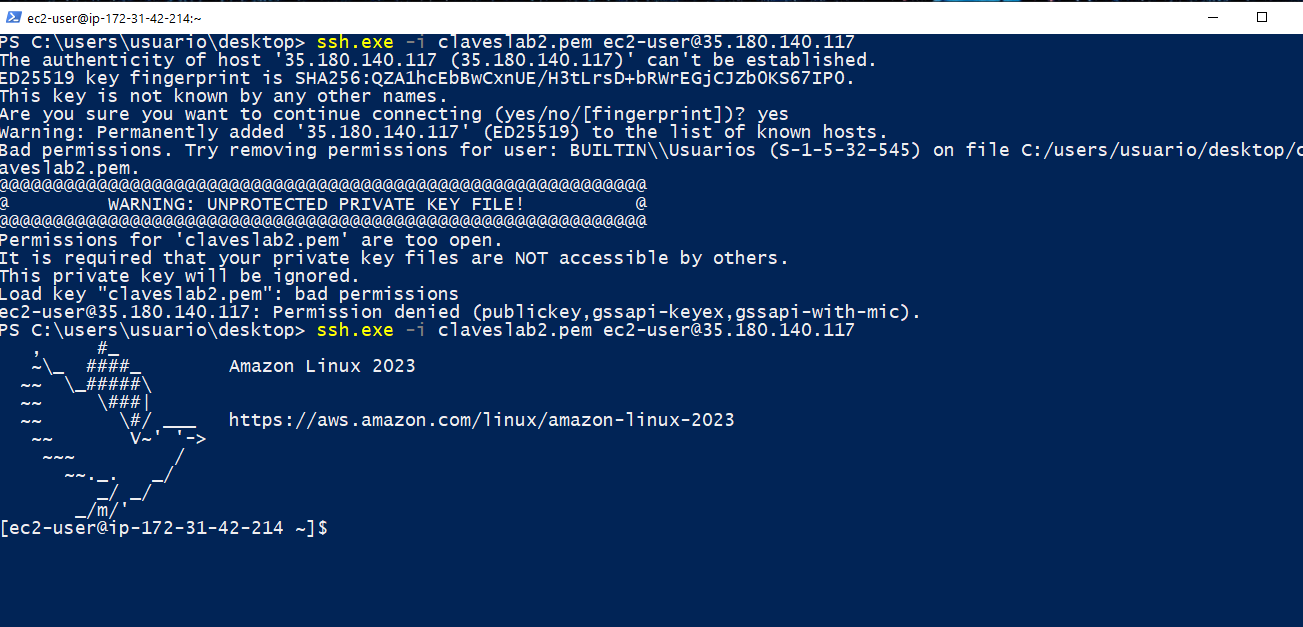 ec2-user@ip-172-31-42-214:~
PS C:\users\usuario\desktop> ssh.exe -i claveslab2.pem ec2-user@35.180.140.117
The authenticity of host '35.180.140.117 (35.180.140.117)' can't be established.
ED25519 key fingerprint is SHA256:QZA1hcEbBwCxnUE/H3tLrsD+bRWrEGjCJZbOKS67IP0.
This key is not known by any other names.
Are you sure you want to continue connecting (yes/no/[fingerprint])? yes
Warning: Permanently added '35.180.140.117' (ED25519) to the list of known hosts.
Bad permissions. Try removing permissions for user: BUILTIN\\Usuarios (S-1-5-32-545) on file C:/users/usuario/desktop/c
aveslab2.pem.
@@@@@@@@@@@@@@@@@@@@@@@@@@@@@@@@@@@@@@@@@@@@@@@@@@@@@@@@@@@
@         WARNING: UNPROTECTED PRIVATE KEY FILE!          @
@@@@@@@@@@@@@@@@@@@@@@@@@@@@@@@@@@@@@@@@@@@@@@@@@@@@@@@@@@@
Permissions for 'claveslab2.pem' are too open.
It is required that your private key files are NOT accessible by others.
This private key will be ignored.
Load key "claveslab2.pem": bad permissions
ec2-user@35.180.140.117: Permission denied (publickey,gssapi-keyex,gssapi-with-mic).
PS C:\users\usuario\desktop> ssh.exe -i claveslab2.pem ec2-user@35.180.140.117
   ,     #_
   ~\_  ####_        Amazon Linux 2023
  ~~  \_#####\
  ~~     \###|
  ~~       \#/ ___   https://aws.amazon.com/linux/amazon-linux-2023
   ~~       V~' '->
    ~~~         /
      ~~._.   _/
         _/ _/
       _/m/'
[ec2-user@ip-172-31-42-214 ~]$